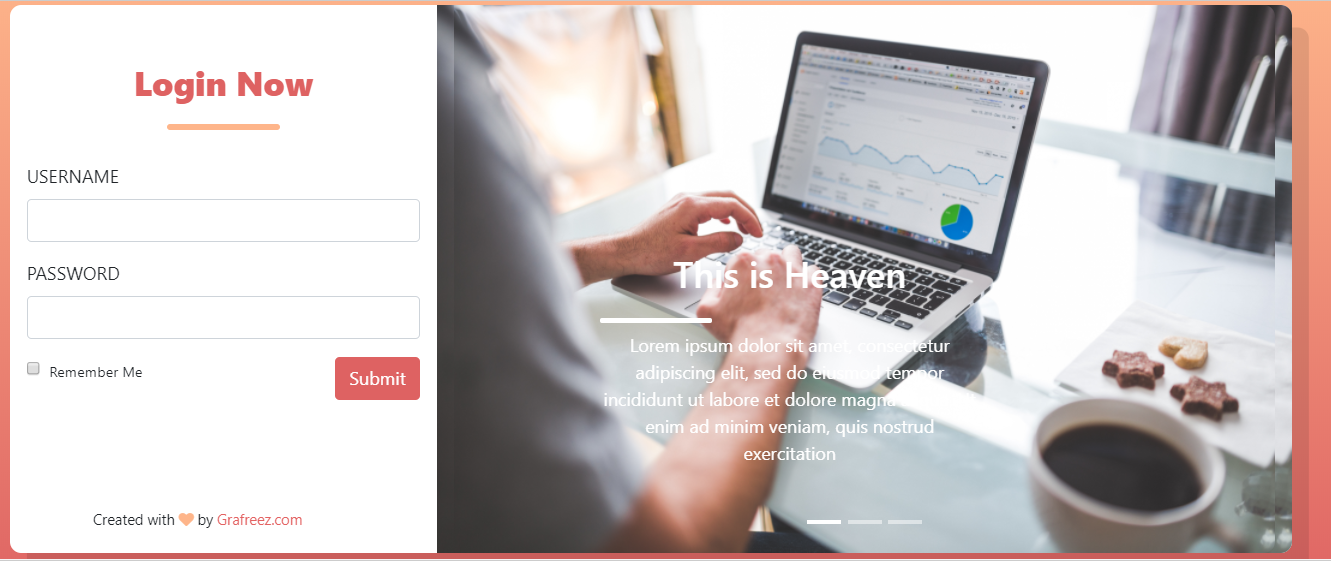 Login Now
USERNAME
PASSWORD
Remember Me
Submit
Created with by Grafreez.com
This is Heaven
Lorem ipsum dolor sit amet, consectetur
adipiscing elit, sed do eiusmod tempor
incididunt ut labore et dolore magna
enim ad minim veniam, quis nostrud
exercitation